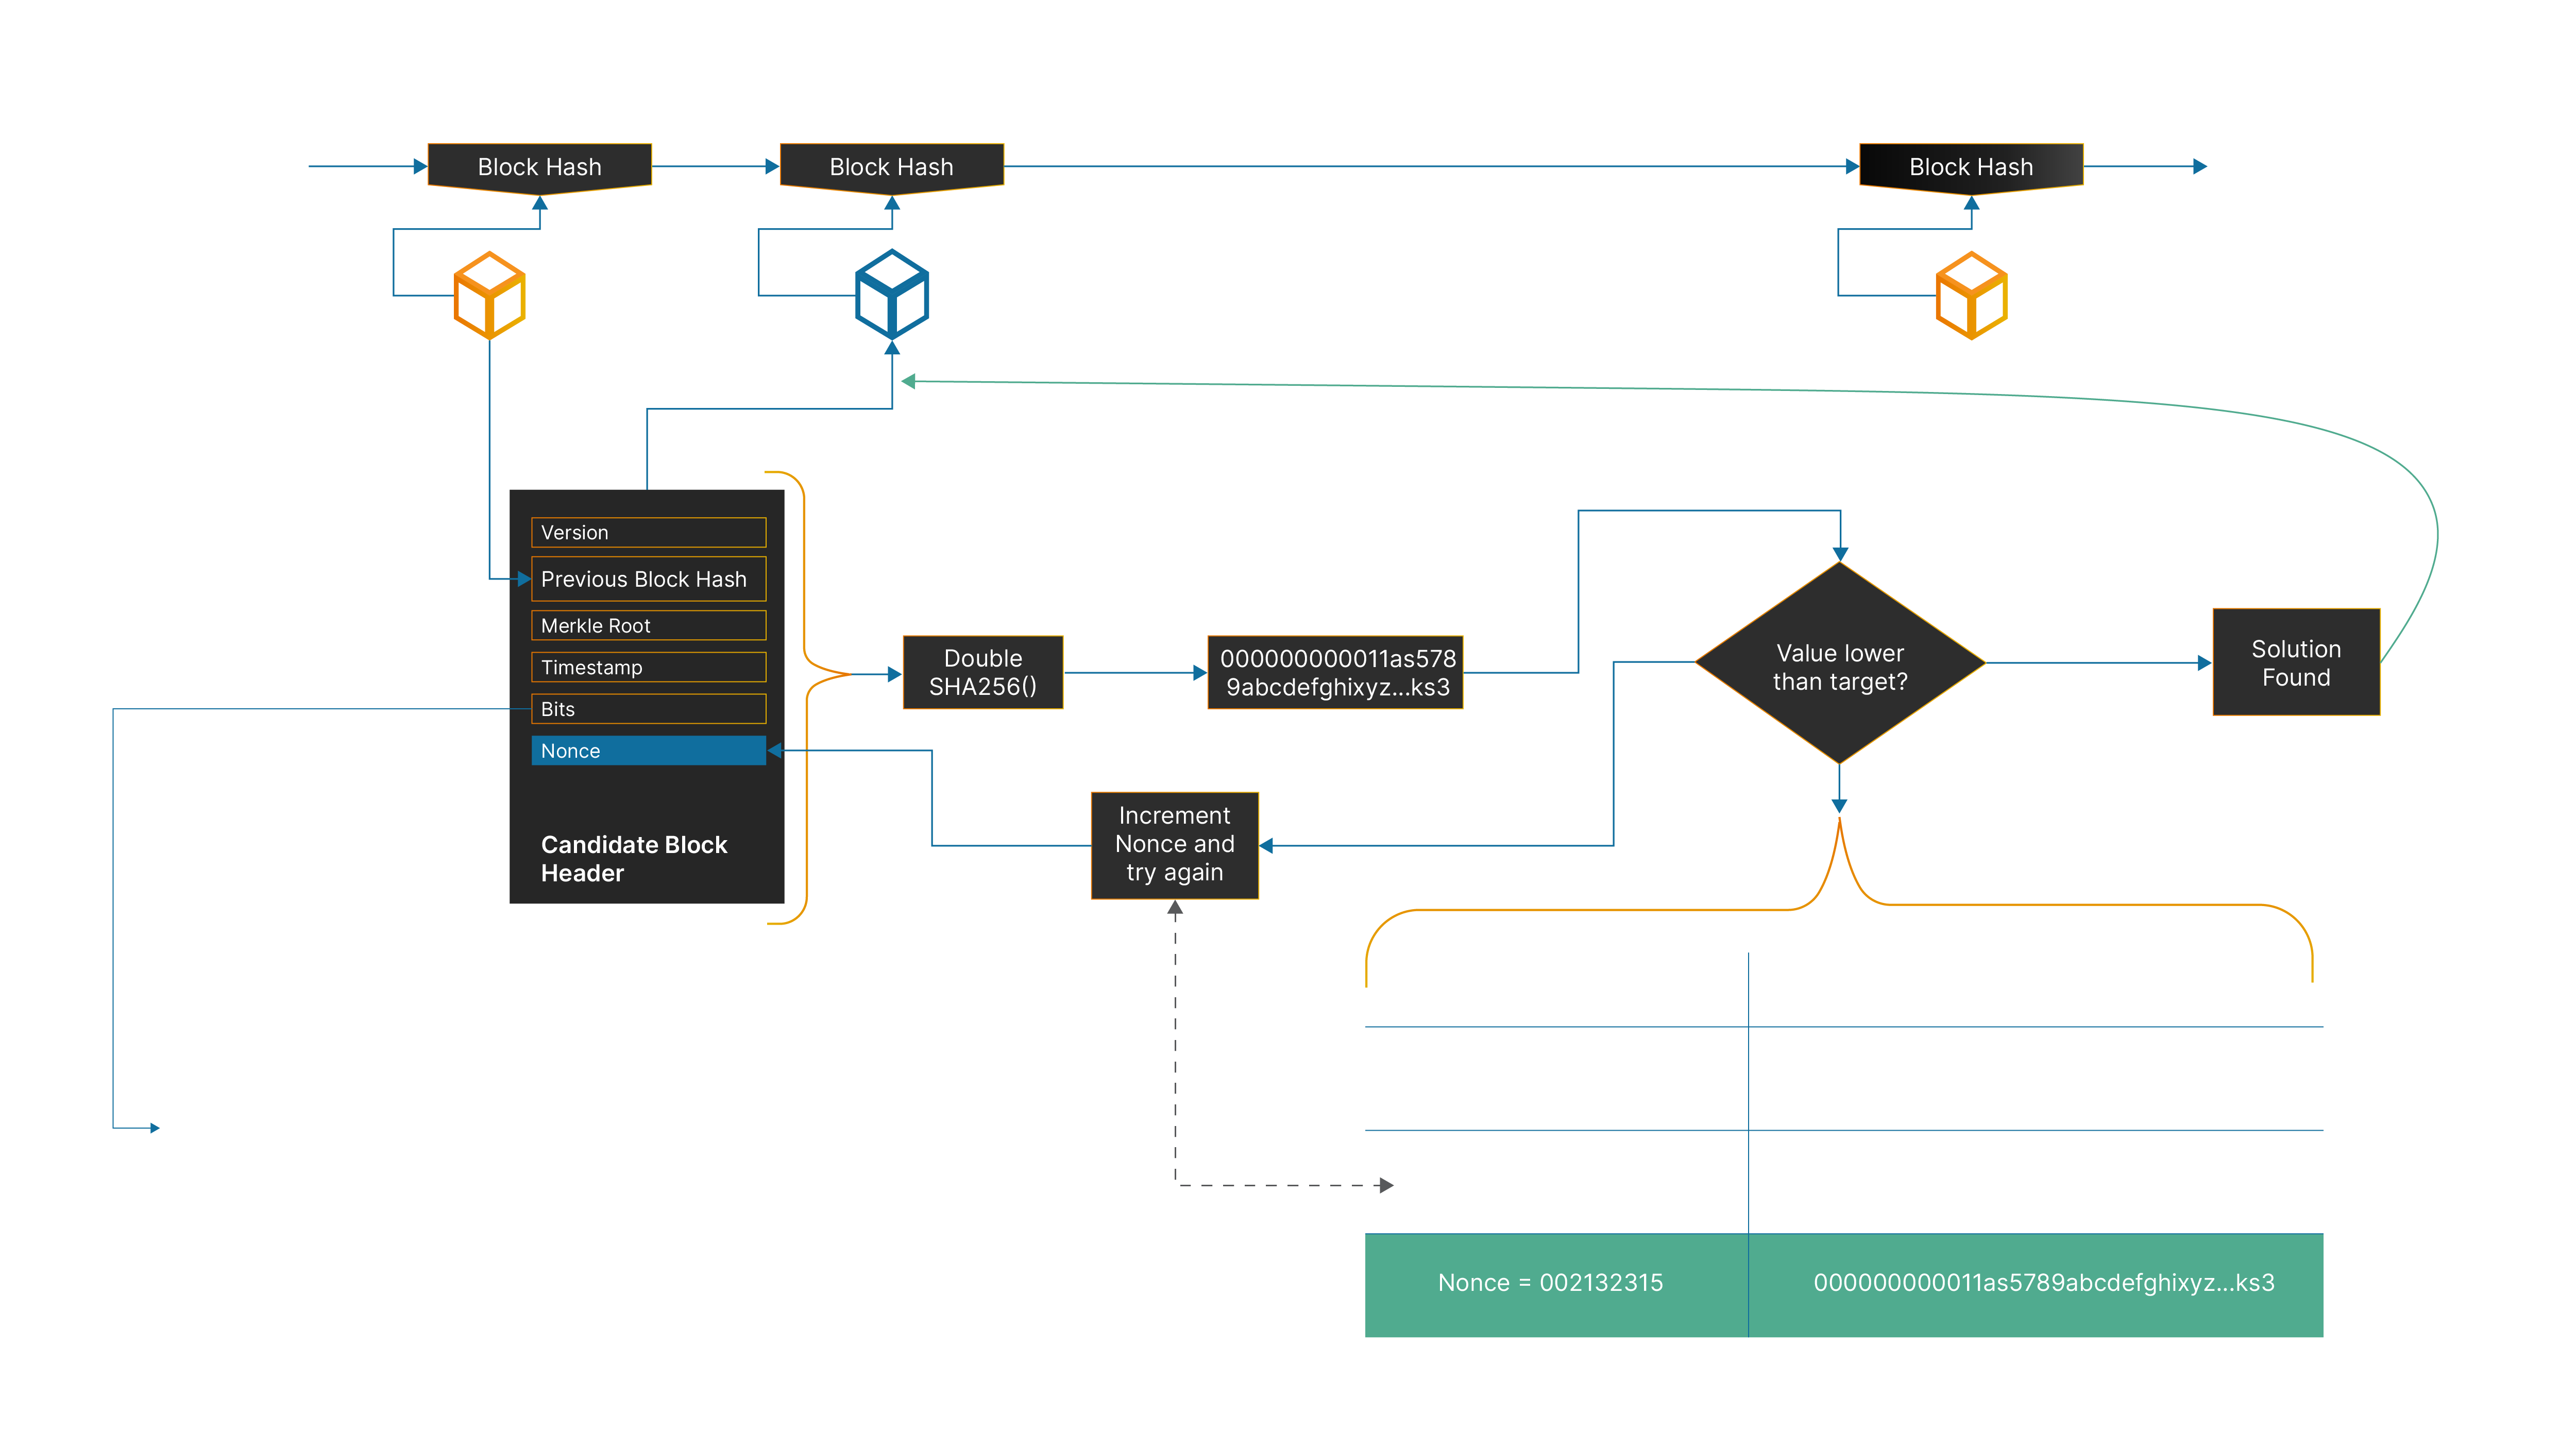 Block Hash
Block Hash
Block Hash
Version
Previous Block Hash
Merkle Root
Timestamp
Bits
Nonce
Candidate Block
Header
Double
SHA256()
000000000011as578
9abcdefghixyz...ks3
Value lower
than target?
Solution
Found
Increment
Nonce and
try again
Nonce = 002132315
000000000011as5789abcdefghixyz...ks3